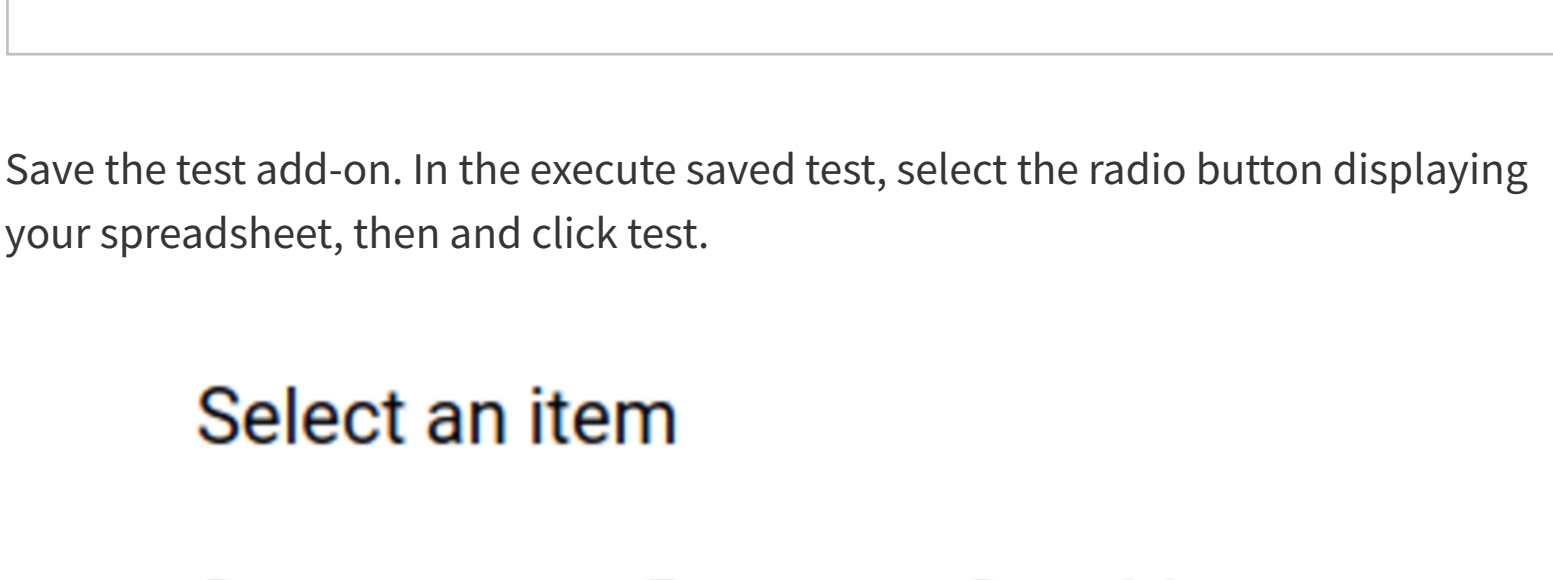 Save the test add-on. In the execute saved test, select the radio button displaying
your spreadsheet, then and click test.
Select an item